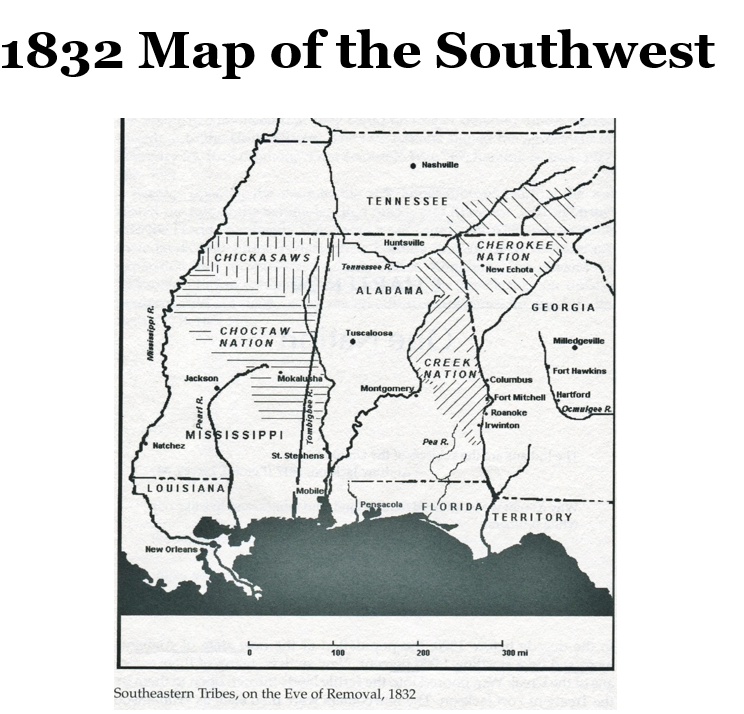 1832 Map of the Southwest
Nashville
TENNESSEE
Huntsville
CHEROKEE
NATION
New Echota
CHICKASAWS
Tennessee R.
ALABAMA
GEORGIA
Mississippi R.
CHOCTAW
NATION
Tuscaloosa
Milledgeville
CREEK
NATION
Fort Hawkins
Jackson
Mokalusha
Montgomery
Columbus
Hartford
Fort Mitchell
Ocmulgee R.
Pearl R.
Tombigbee R.
Roanoke
Irwinton
MISSISSIPPI
Natchez
Pea R.
St. Stephens
LOUISIANA
Mobile
Pensacola
FLORIDA
TERRITORY
New Orleans
0 100 200 300 mi
Southeastern Tribes, on the Eve of Removal, 1832